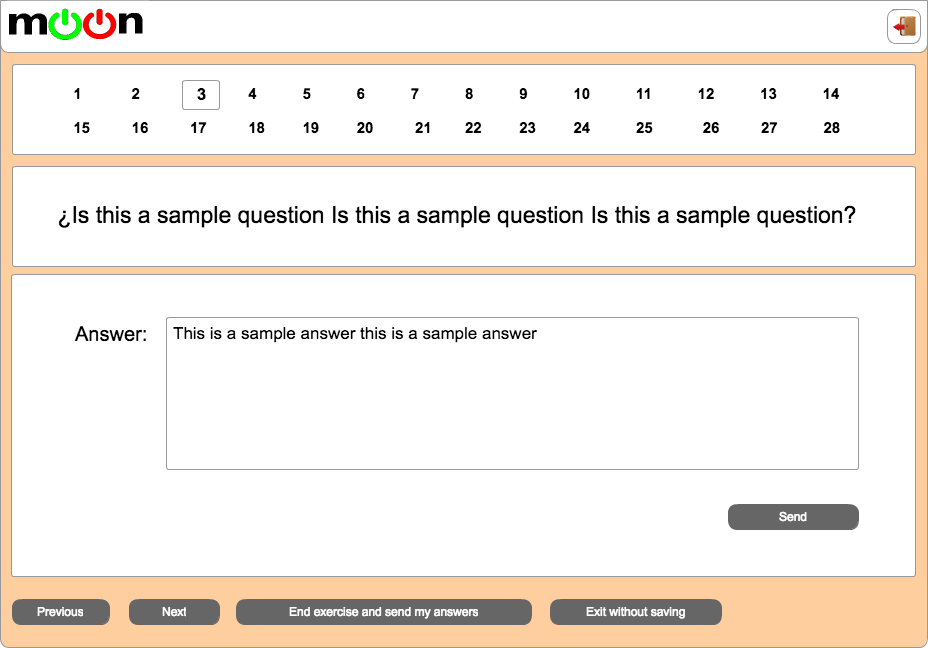 moon
1 2 3 4 5 6 7 8 9 10 11 12 13 14
15 16 17 18 19 20 21 22 23 24 25 26 27 28
¿Is this a sample question Is this a sample question Is this a sample question?
Answer: This is a sample answer this is a sample answer
Send
Previous Next End exercise and send my answers Exit without saving